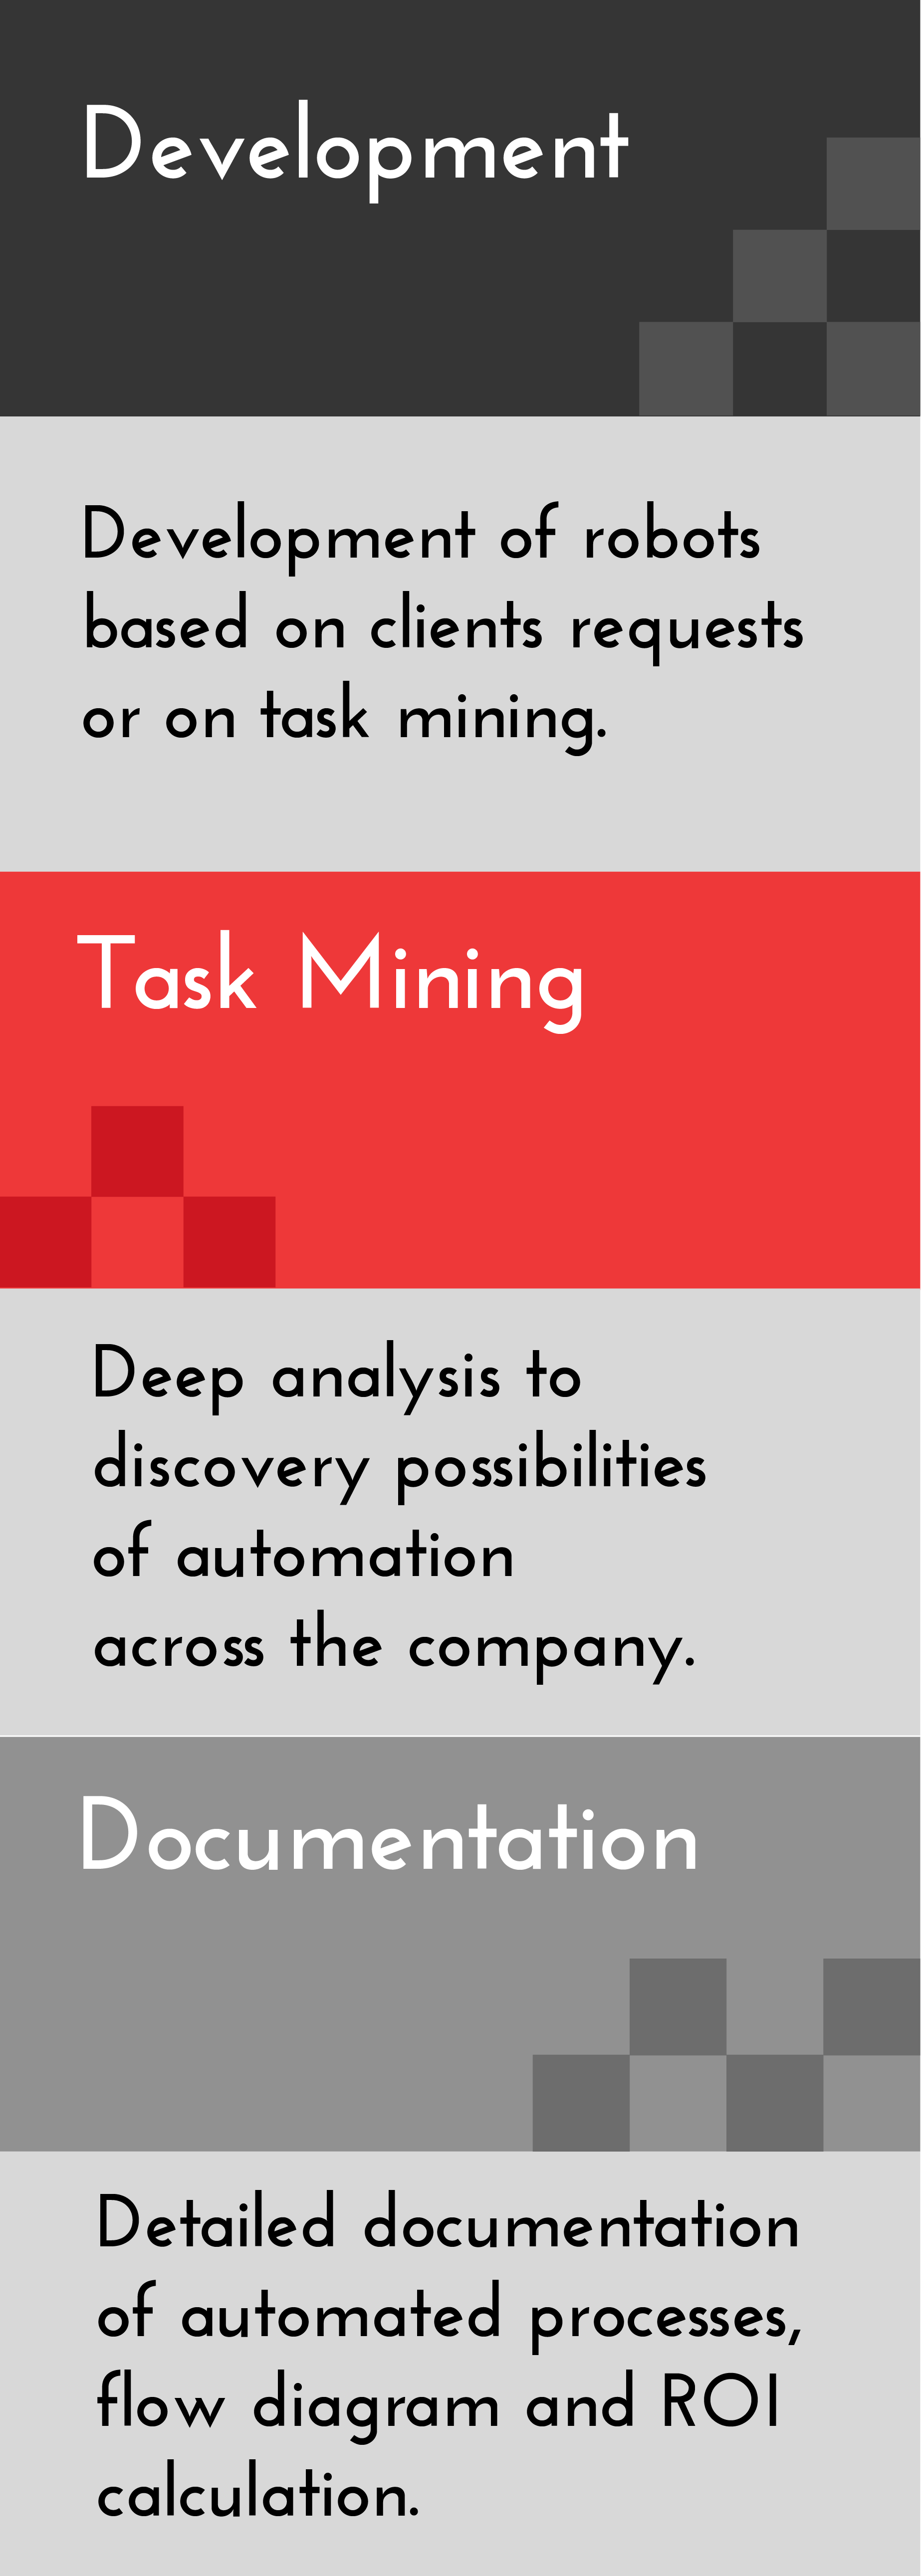 Development
Development of robots
based on clients requests
or on task mining.
Task Mining
Deep analysis to
discovery possibilities
of automation
across the company.
Documentation
Detailed documentation
of automated processes,
flow diagram and ROI
calculation.